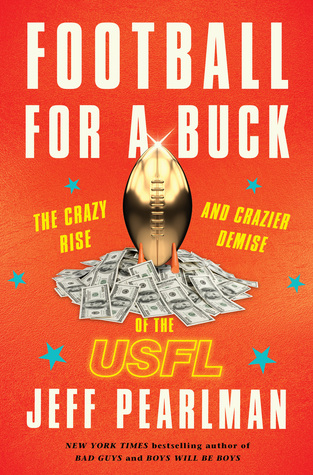 FOOTBALL
FOR A BUCK
THE CRAZY
RISE
AND CRAZIER
DEMISE
OF THE
USFL
JEFF PEARLMAN
NEW YORK TIMES bestselling author of
BAD GUYS and BOYS WILL BE BOYS